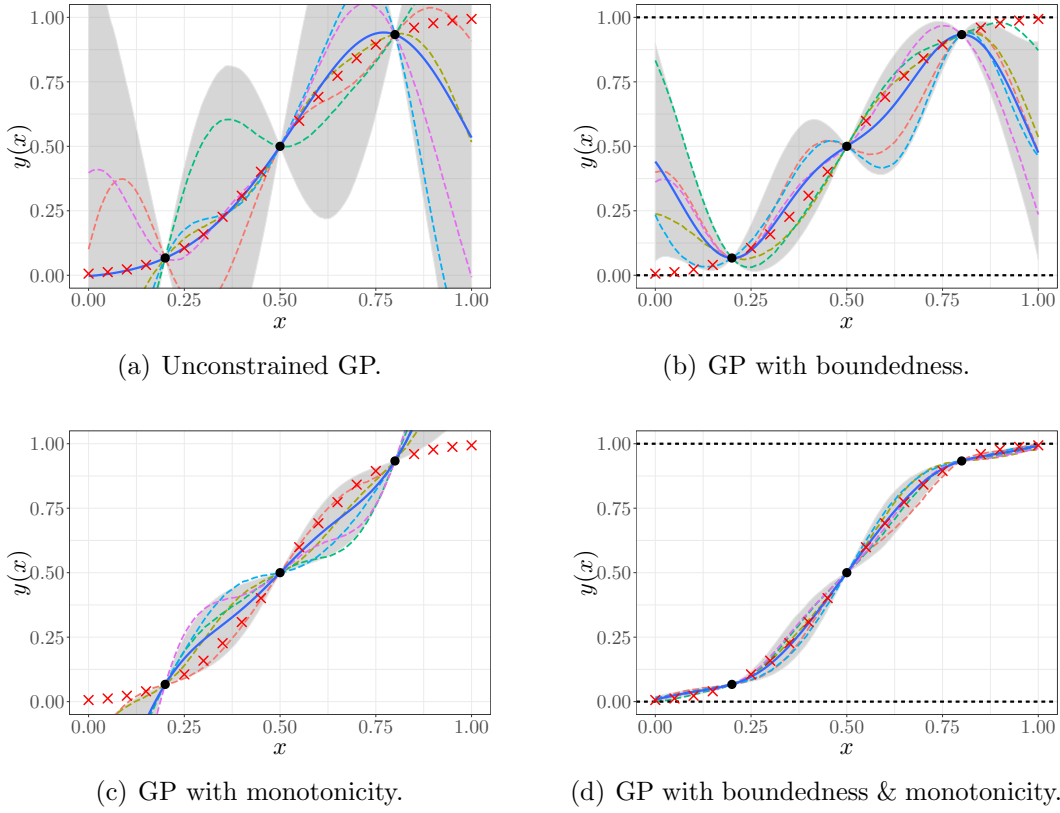 1.00
0.75
0.50
0.25
0.00
y(x)
0.00 0.25 0.50 0.75 1.00
x
(a) Unconstrained GP.
1.00
0.75
0.50
0.25
0.00
y(x)
0.00 0.25 0.50 0.75 1.00
x
(b) GP with boundedness.
1.00
0.75
0.50
0.25
0.00
y(x)
0.00 0.25 0.50 0.75 1.00
x
(c) GP with monotonicity.
1.00
0.75
0.50
0.25
0.00
y(x)
0.00 0.25 0.50 0.75 1.00
x
(d) GP with boundedness & monotonicity.